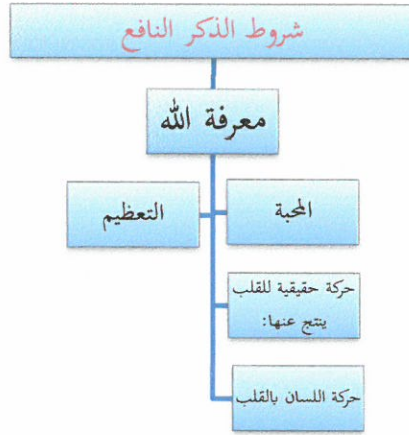 شروط الذكر النافع
معرفة الله
المحبة
التعظيم
حركة حقيقية للقلب
ينتج عنها:
حركة اللسان بالقلب